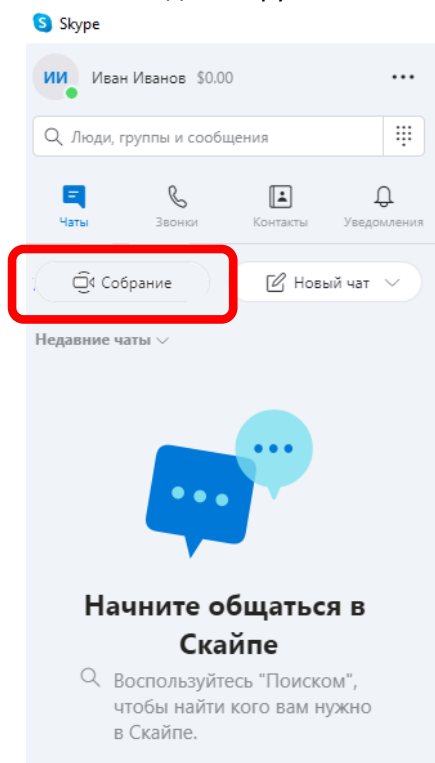 Skype
ИИ Иван Иванов $0.00
Люди, группы и сообщения
Чаты Звонки Контакты Уведомления
Собрание Новый чат
Недавние чаты
Начните общаться в
Скайпе
Воспользуйтесь "Поиском",
чтобы найти кого вам нужно
в Скайпе.